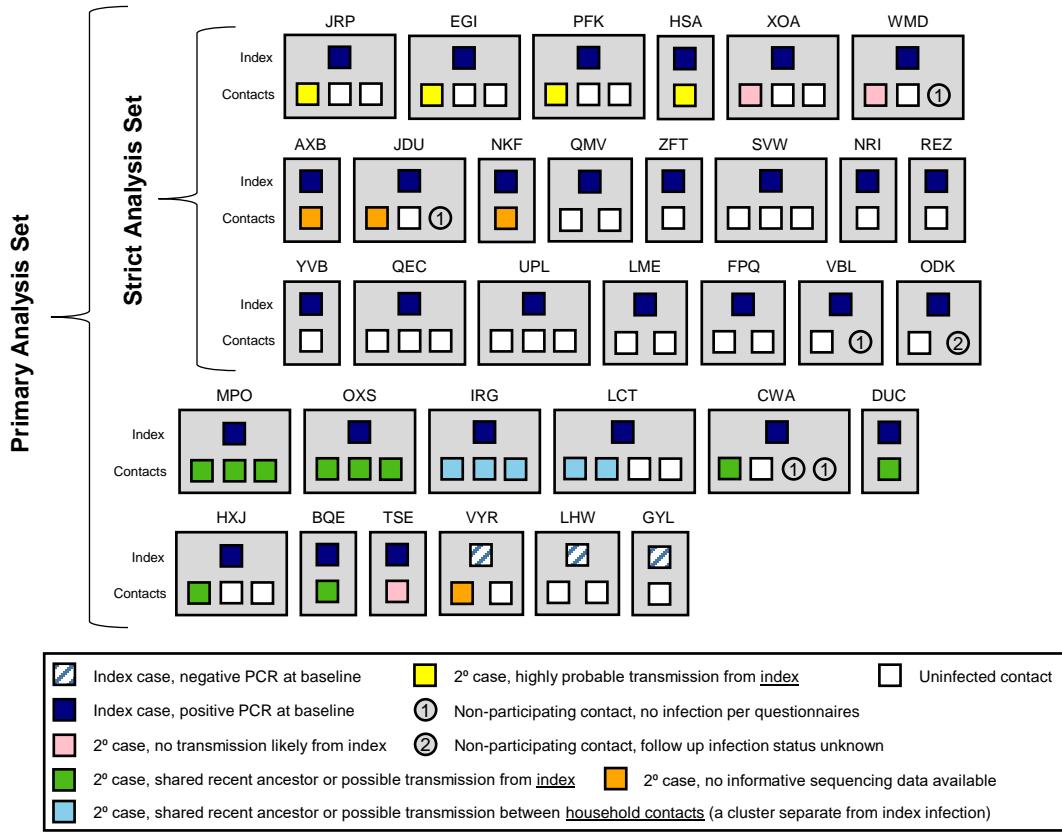 Primary Analysis Set
Strict Analysis Set
JRP EGI PFK HSA XOA WMD
Index
Contacts
1
AXB JDU NKF QMV ZFT SVW NRI REZ
Index
Contacts
1
YVB QEC UPL LME FPQ VBL ODK
Index
Contacts
1 2
MPO OXS IRG LCT CWA DUC
Index
Contacts
1 1
HXJ BQE TSE VYR LHW GYL
Index
Contacts
Index case, negative PCR at baseline
2º case, highly probable transmission from index
Uninfected contact
Index case, positive PCR at baseline
1 Non-participating contact, no infection per questionnaires
2º case, no transmission likely from index
2 Non-participating contact, follow up infection status unknown
2º case, shared recent ancestor or possible transmission from index
2º case, no informative sequencing data available
2º case, shared recent ancestor or possible transmission between household contacts (a cluster separate from index infection)